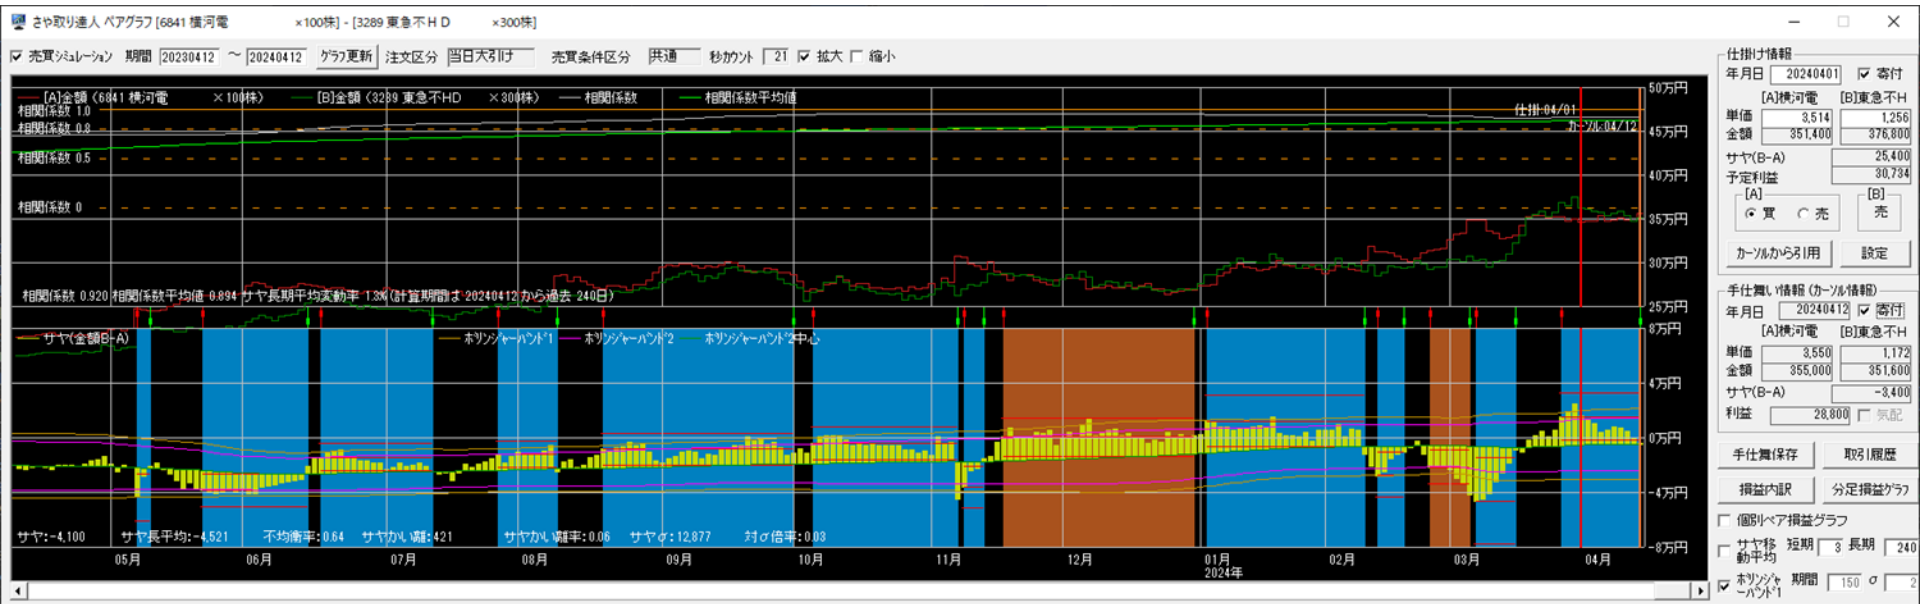 さや取り達人 ペアグラフ [6841 横河電 ×100株] - [3289 東急不ＨＤ ×300株]
売買シミュレーション 期間 20230412 ～ 20240412 グラフ更新 注文区分 当日大引け 売買条件区分 共通 秒カウント 21 拡大 縮小
[A]金額（6841 横河電 ×100株） [B]金額（3289 東急不HD ×300株） 相関係数 相関係数平均値
相関係数 1.0
相関係数 0.8
相関係数 0.5
相関係数 0
仕掛:04/01
カーソル:04/12
50万円
45万円
40万円
35万円
30万円
25万円
相関係数 0.920 相関係数平均値 0.894 サヤ長期平均変動率 1.3%(計算期間は 20240412 から過去 240日)
サヤ(金額B-A) ボリンジャーバンド1 ボリンジャーバンド2 ボリンジャーバンド2中心
8万円
4万円
0万円
-4万円
-8万円
サヤ:-4,100 サヤ長平均:-4,521 不均衡率:0.64 サヤかい離:421 サヤかい離率:0.06 サヤσ:12,877 対σ倍率:0.03
05月 06月 07月 08月 09月 10月 11月 12月 01月 02月 03月 04月
2024年
仕掛け情報
年月日 20240401 寄付
[A]横河電 [B]東急不H
単価 3,514 1,256
金額 351,400 376,800
サヤ(B-A) 25,400
予定利益 30,734
[A] [B]
買 売 売
カーソルから引用 設定
手仕舞い情報(カーソル情報)
年月日 20240412 寄付
[A]横河電 [B]東急不H
単価 3,550 1,172
金額 355,000 351,600
サヤ(B-A) -3,400
利益 28,800 気配
手仕舞保存 取引履歴
損益内訳 分足損益グラフ
個別ペア損益グラフ
サヤ移動平均 短期 3 長期 240
ボリンジャーバンド1 期間 150 σ 2